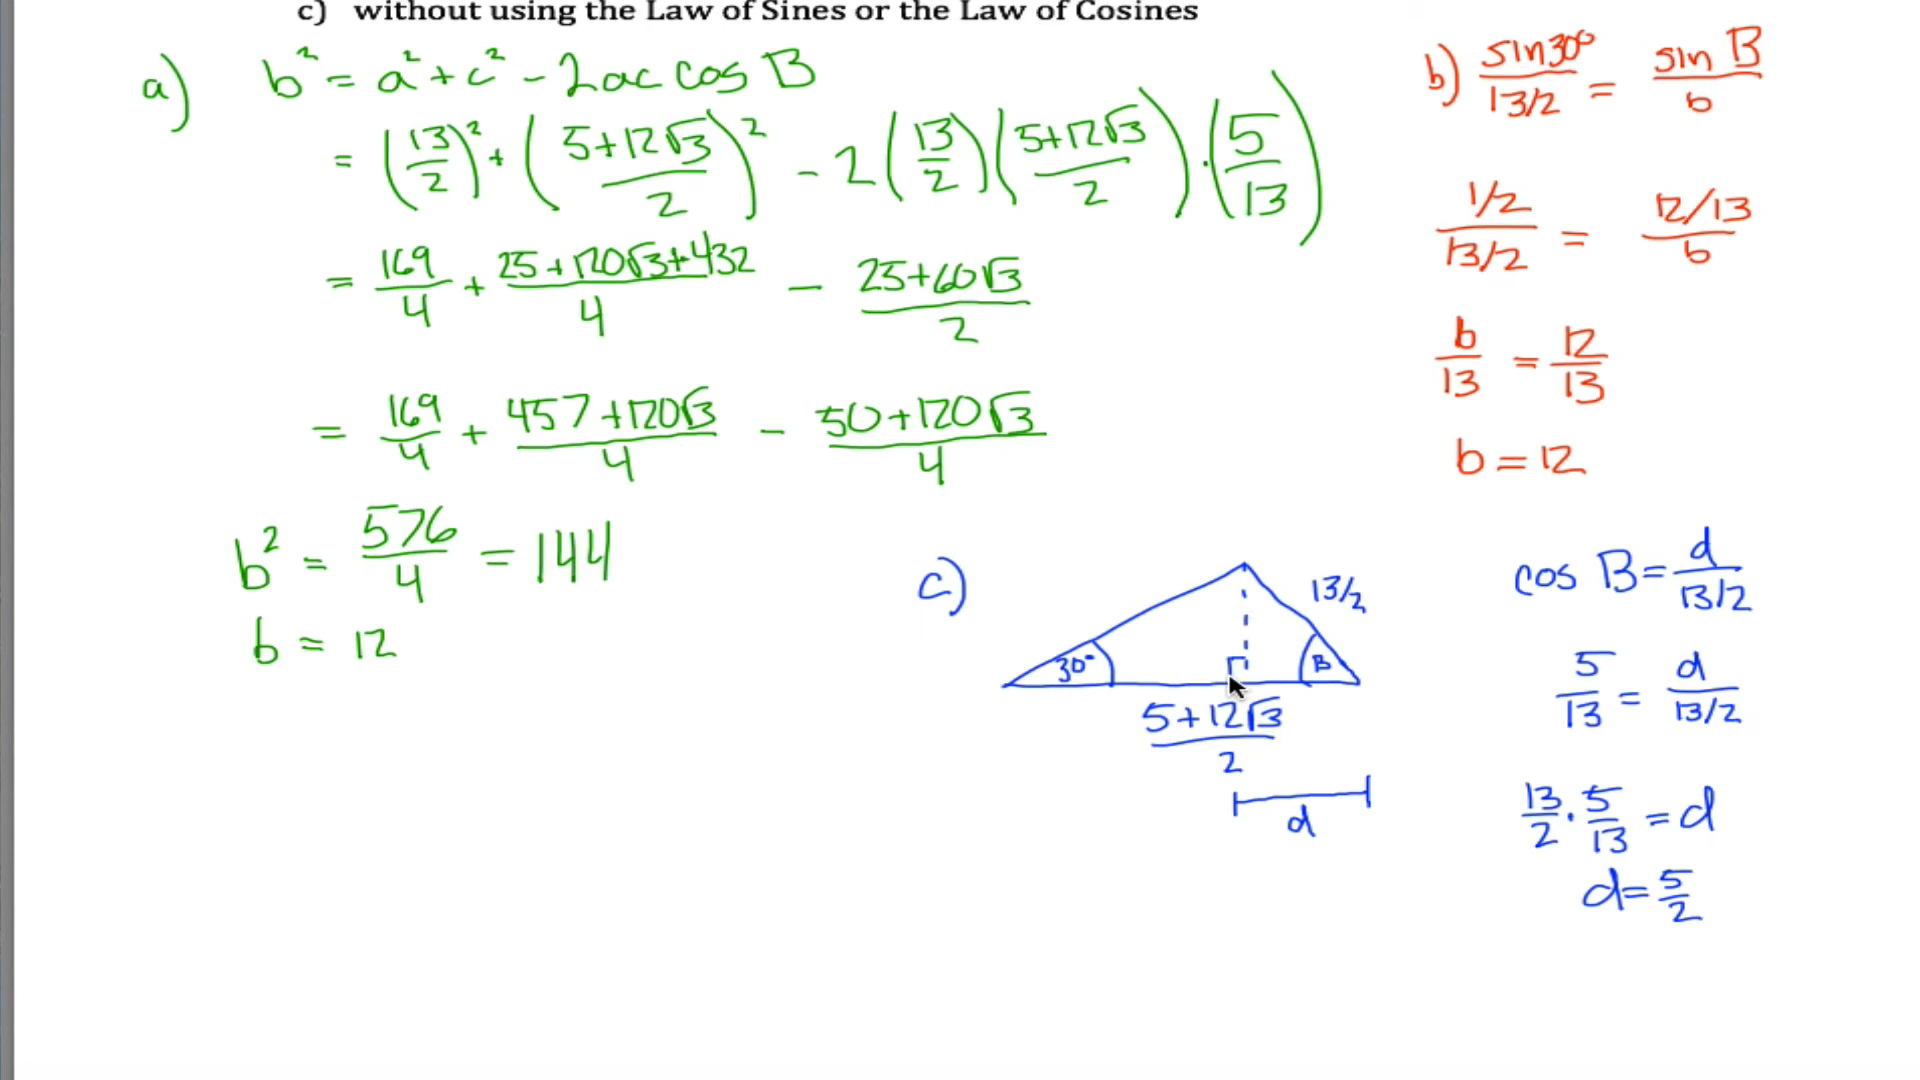 c) without using the Law of Sines or the Law of Cosines
a) b² = a² + c² - 2ac cos B
= (13/2)² + ((5+12√3)/2)² - 2(13/2)((5+12√3)/2)·(5/13)
= 169/4 + (25+120√3+432)/4 - (25+60√3)/2
= 169/4 + (457+120√3)/4 - (50+120√3)/4
b² = 576/4 = 144
b = 12
b) sin30°/(13/2) = sin B/b
(1/2)/(13/2) = (12/13)/b
b/13 = 12/13
b = 12
c)
13/2
30°
B
(5+12√3)/2
d
cos B = d/(13/2)
5/13 = d/(13/2)
13/2 · 5/13 = d
d = 5/2